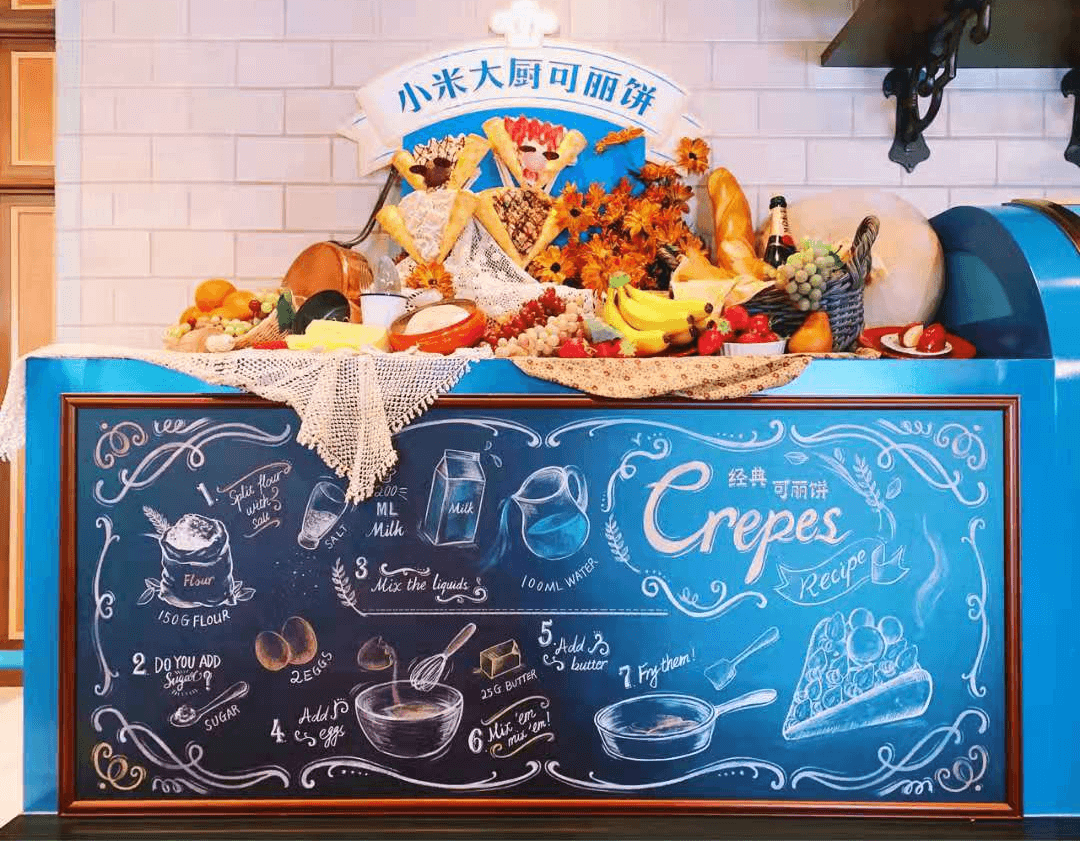 小米大厨可丽饼
1. Split flour
with
salt
Flour
150G FLOUR
SALT
200
ML
Milk
Milk
100ML WATER
3 Mix the liquids
经典可丽饼
Crepes
Recipe
2. DO YOU ADD
Sugar?
SUGAR
2EGGS
4. Add
eggs
25G BUTTER
5. Add
butter
6. Mix 'em,
mix 'em!
7. Fry them!